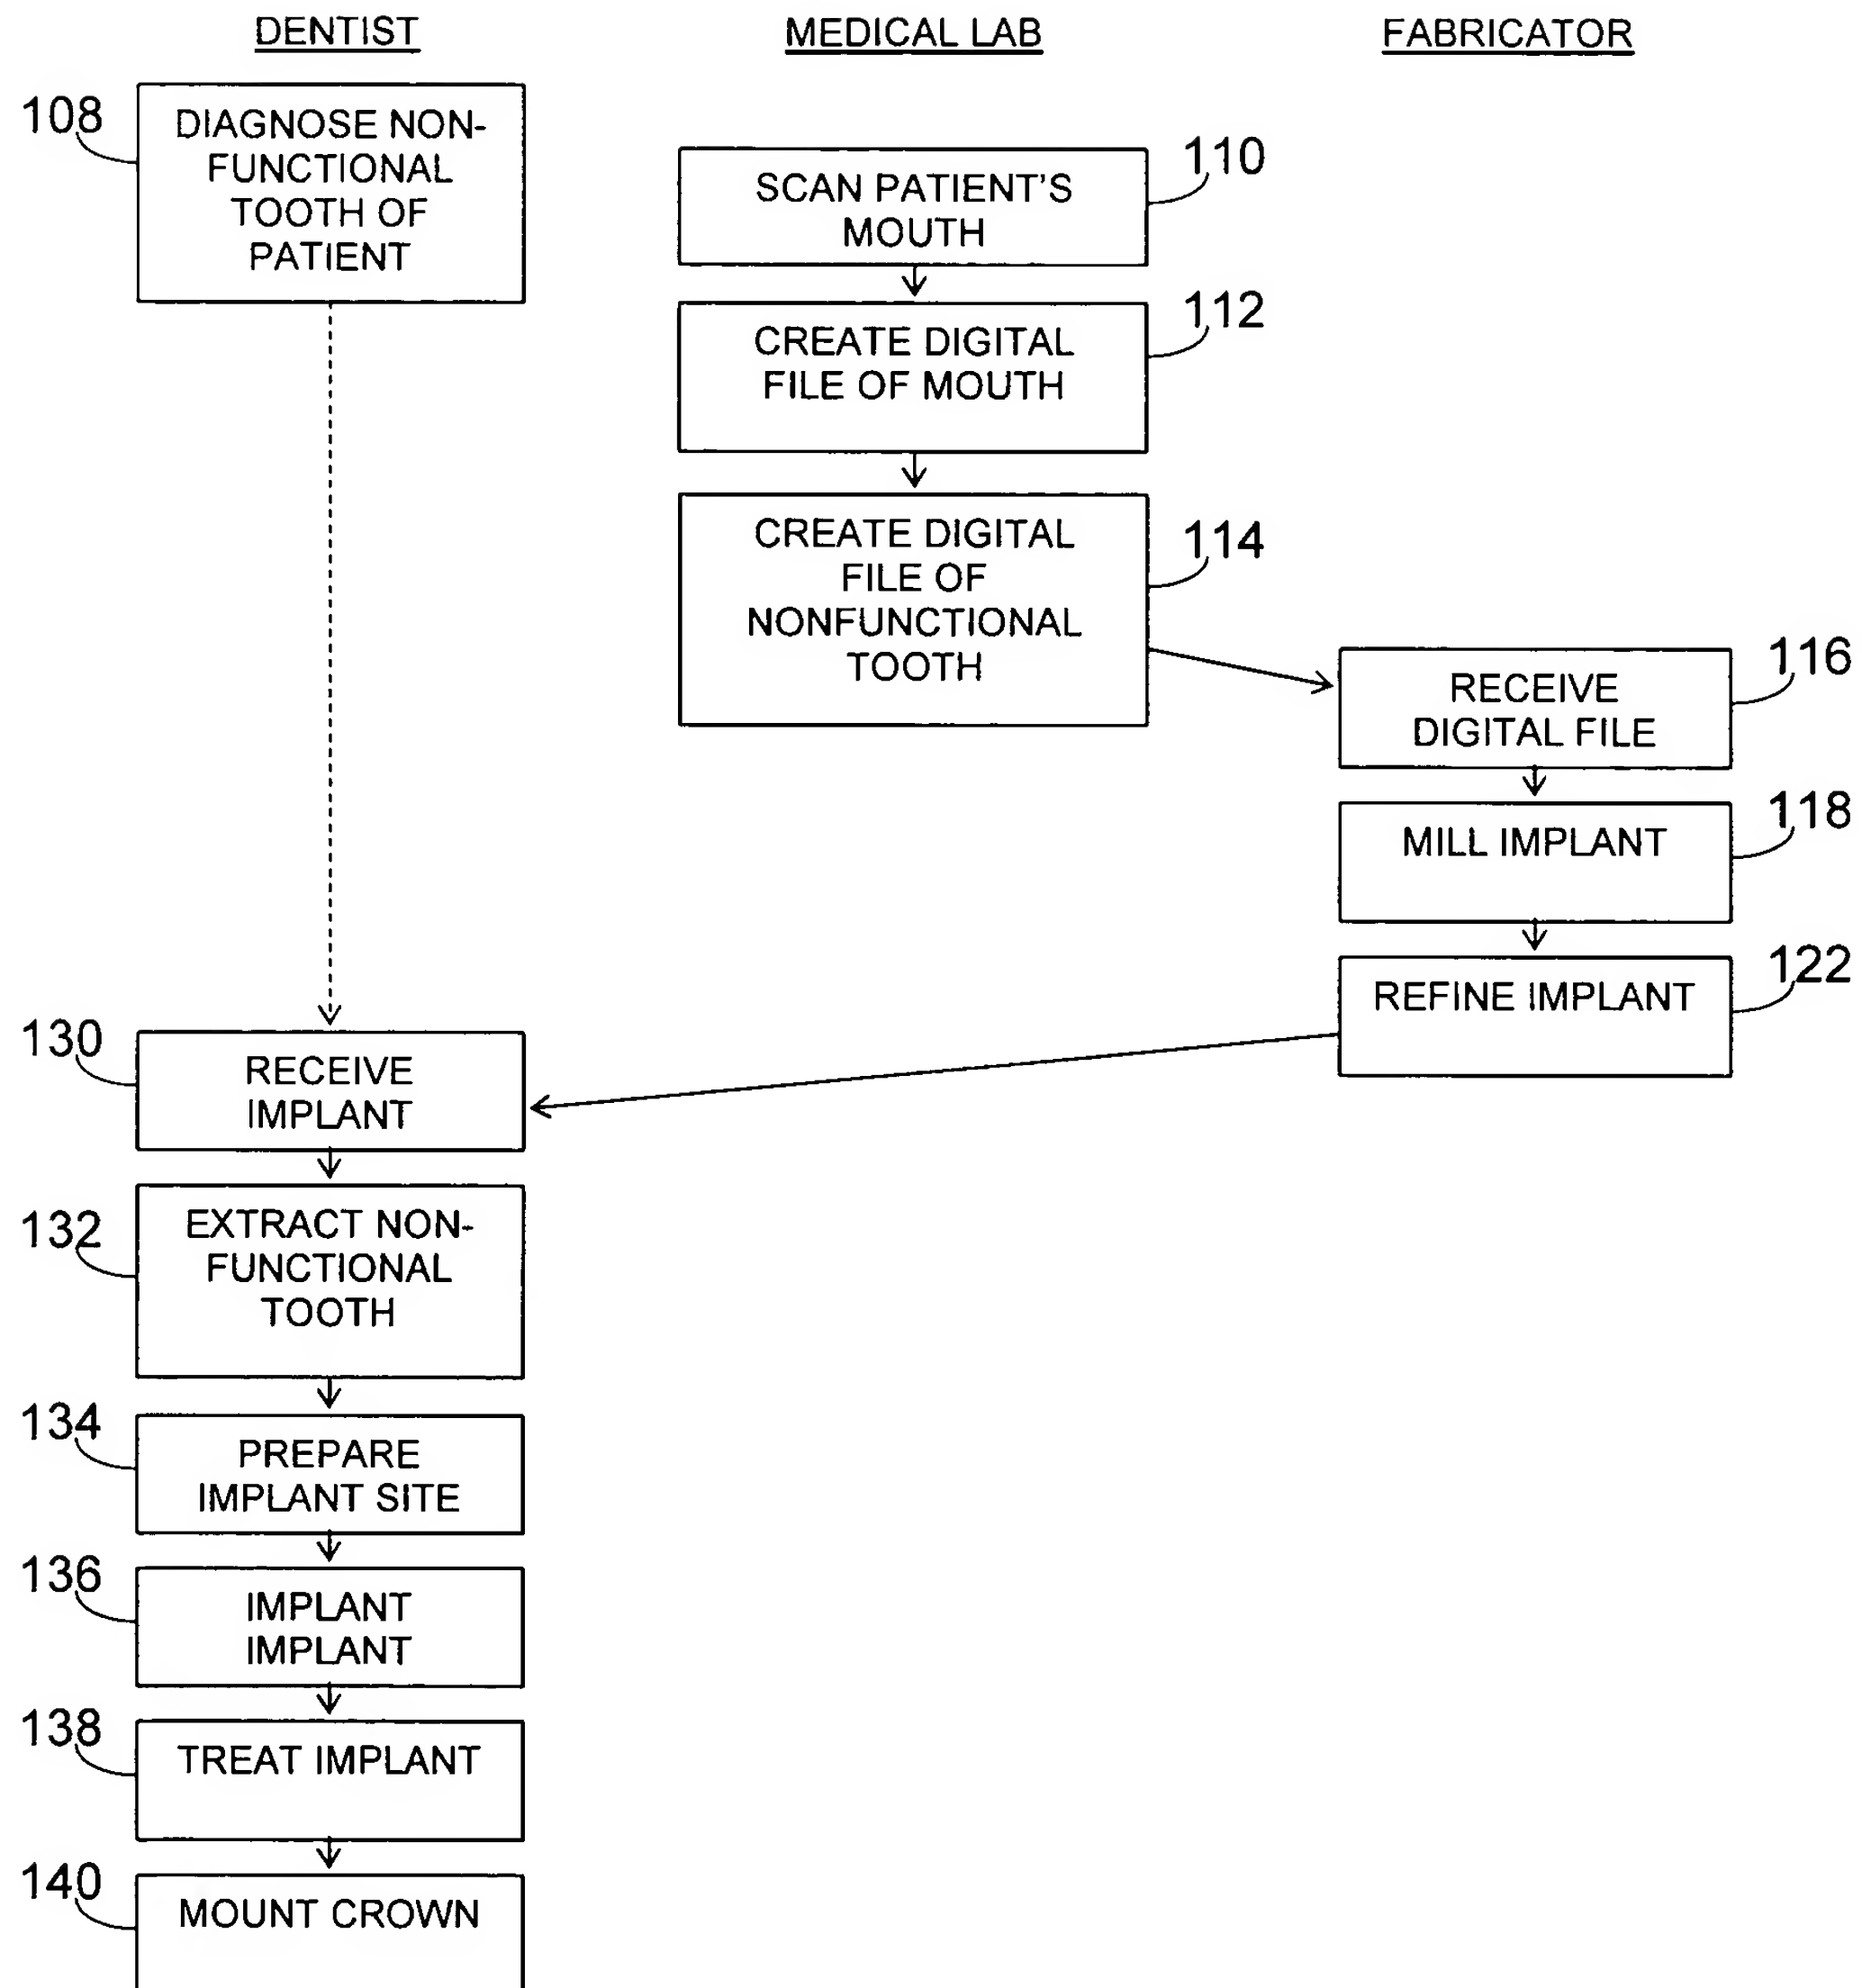 DENTIST
MEDICAL LAB
FABRICATOR
108
DIAGNOSE NON-
FUNCTIONAL
TOOTH OF
PATIENT
110
SCAN PATIENT'S
MOUTH
112
CREATE DIGITAL
FILE OF MOUTH
114
CREATE DIGITAL
FILE OF
NONFUNCTIONAL
TOOTH
116
RECEIVE
DIGITAL FILE
118
MILL IMPLANT
122
REFINE IMPLANT
130
RECEIVE
IMPLANT
132
EXTRACT NON-
FUNCTIONAL
TOOTH
134
PREPARE
IMPLANT SITE
136
IMPLANT
IMPLANT
138
TREAT IMPLANT
140
MOUNT CROWN